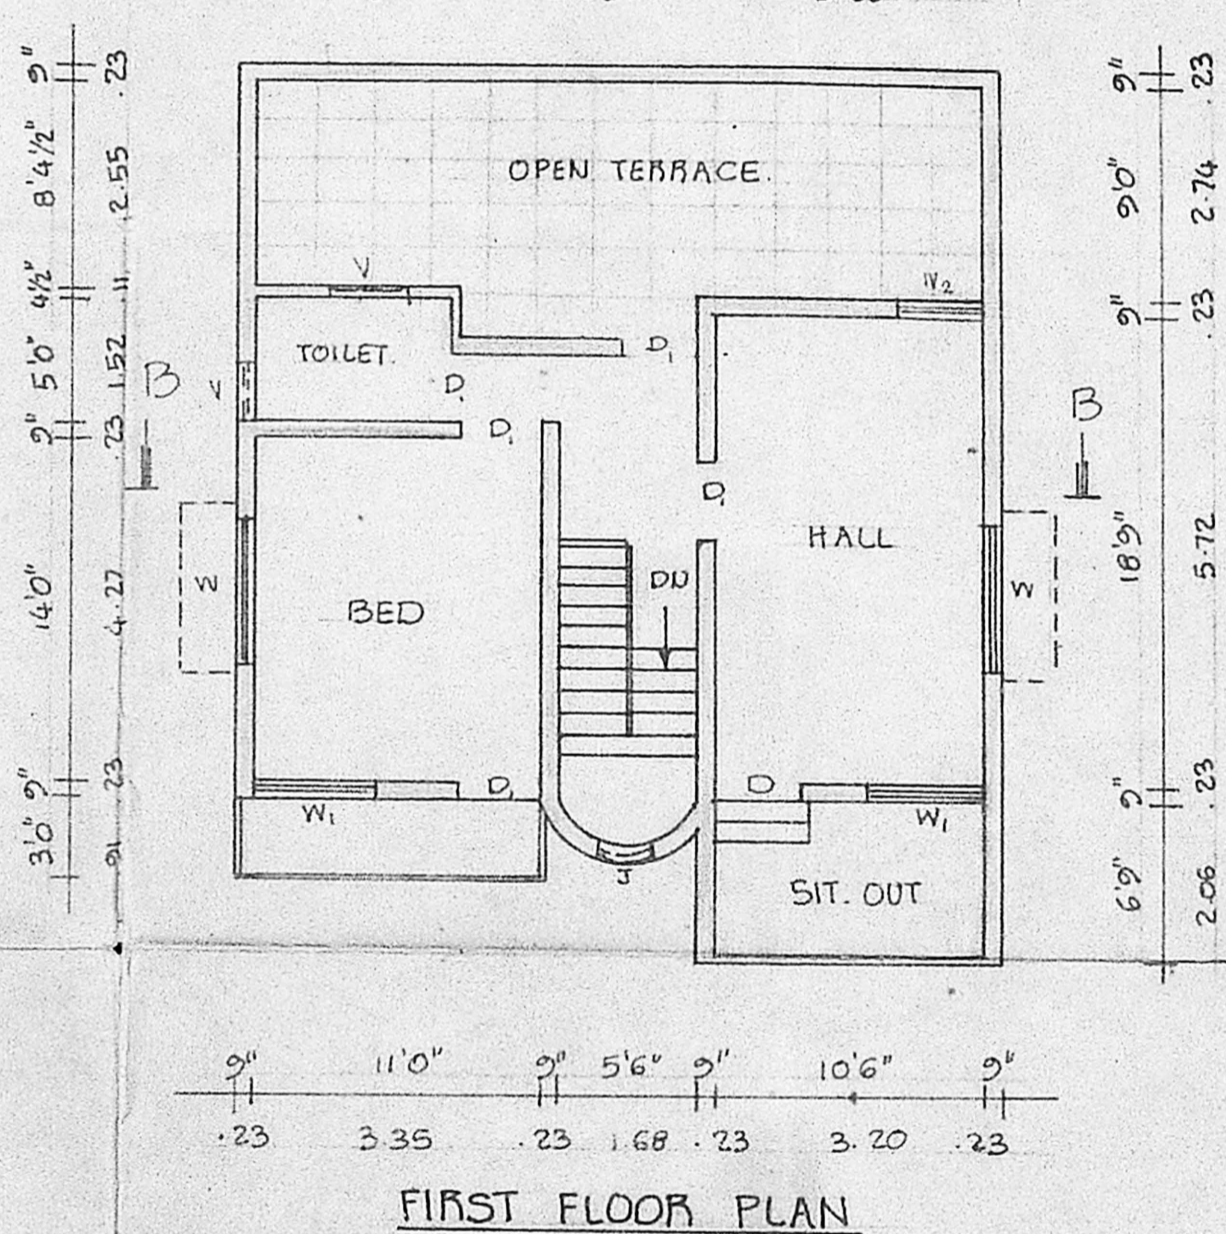 OPEN TERRACE.
V
W2
TOILET.
D1
V
D
D1
D1
HALL
BED
DN
W
W
W1
D1
D
W1
J
SIT. OUT
B
B
9" .23
8'4½" 2.55
4½" .11
5'0" 1.52
9" .23
14'0" 4.27
9" .23
3'0" .91
9" .23
9'0" 2.74
9" .23
18'9" 5.72
9" .23
6'9" 2.06
9" 11'0" 9" 5'6" 9" 10'6" 9"
.23 3.35 .23 1.68 .23 3.20 .23
FIRST FLOOR PLAN